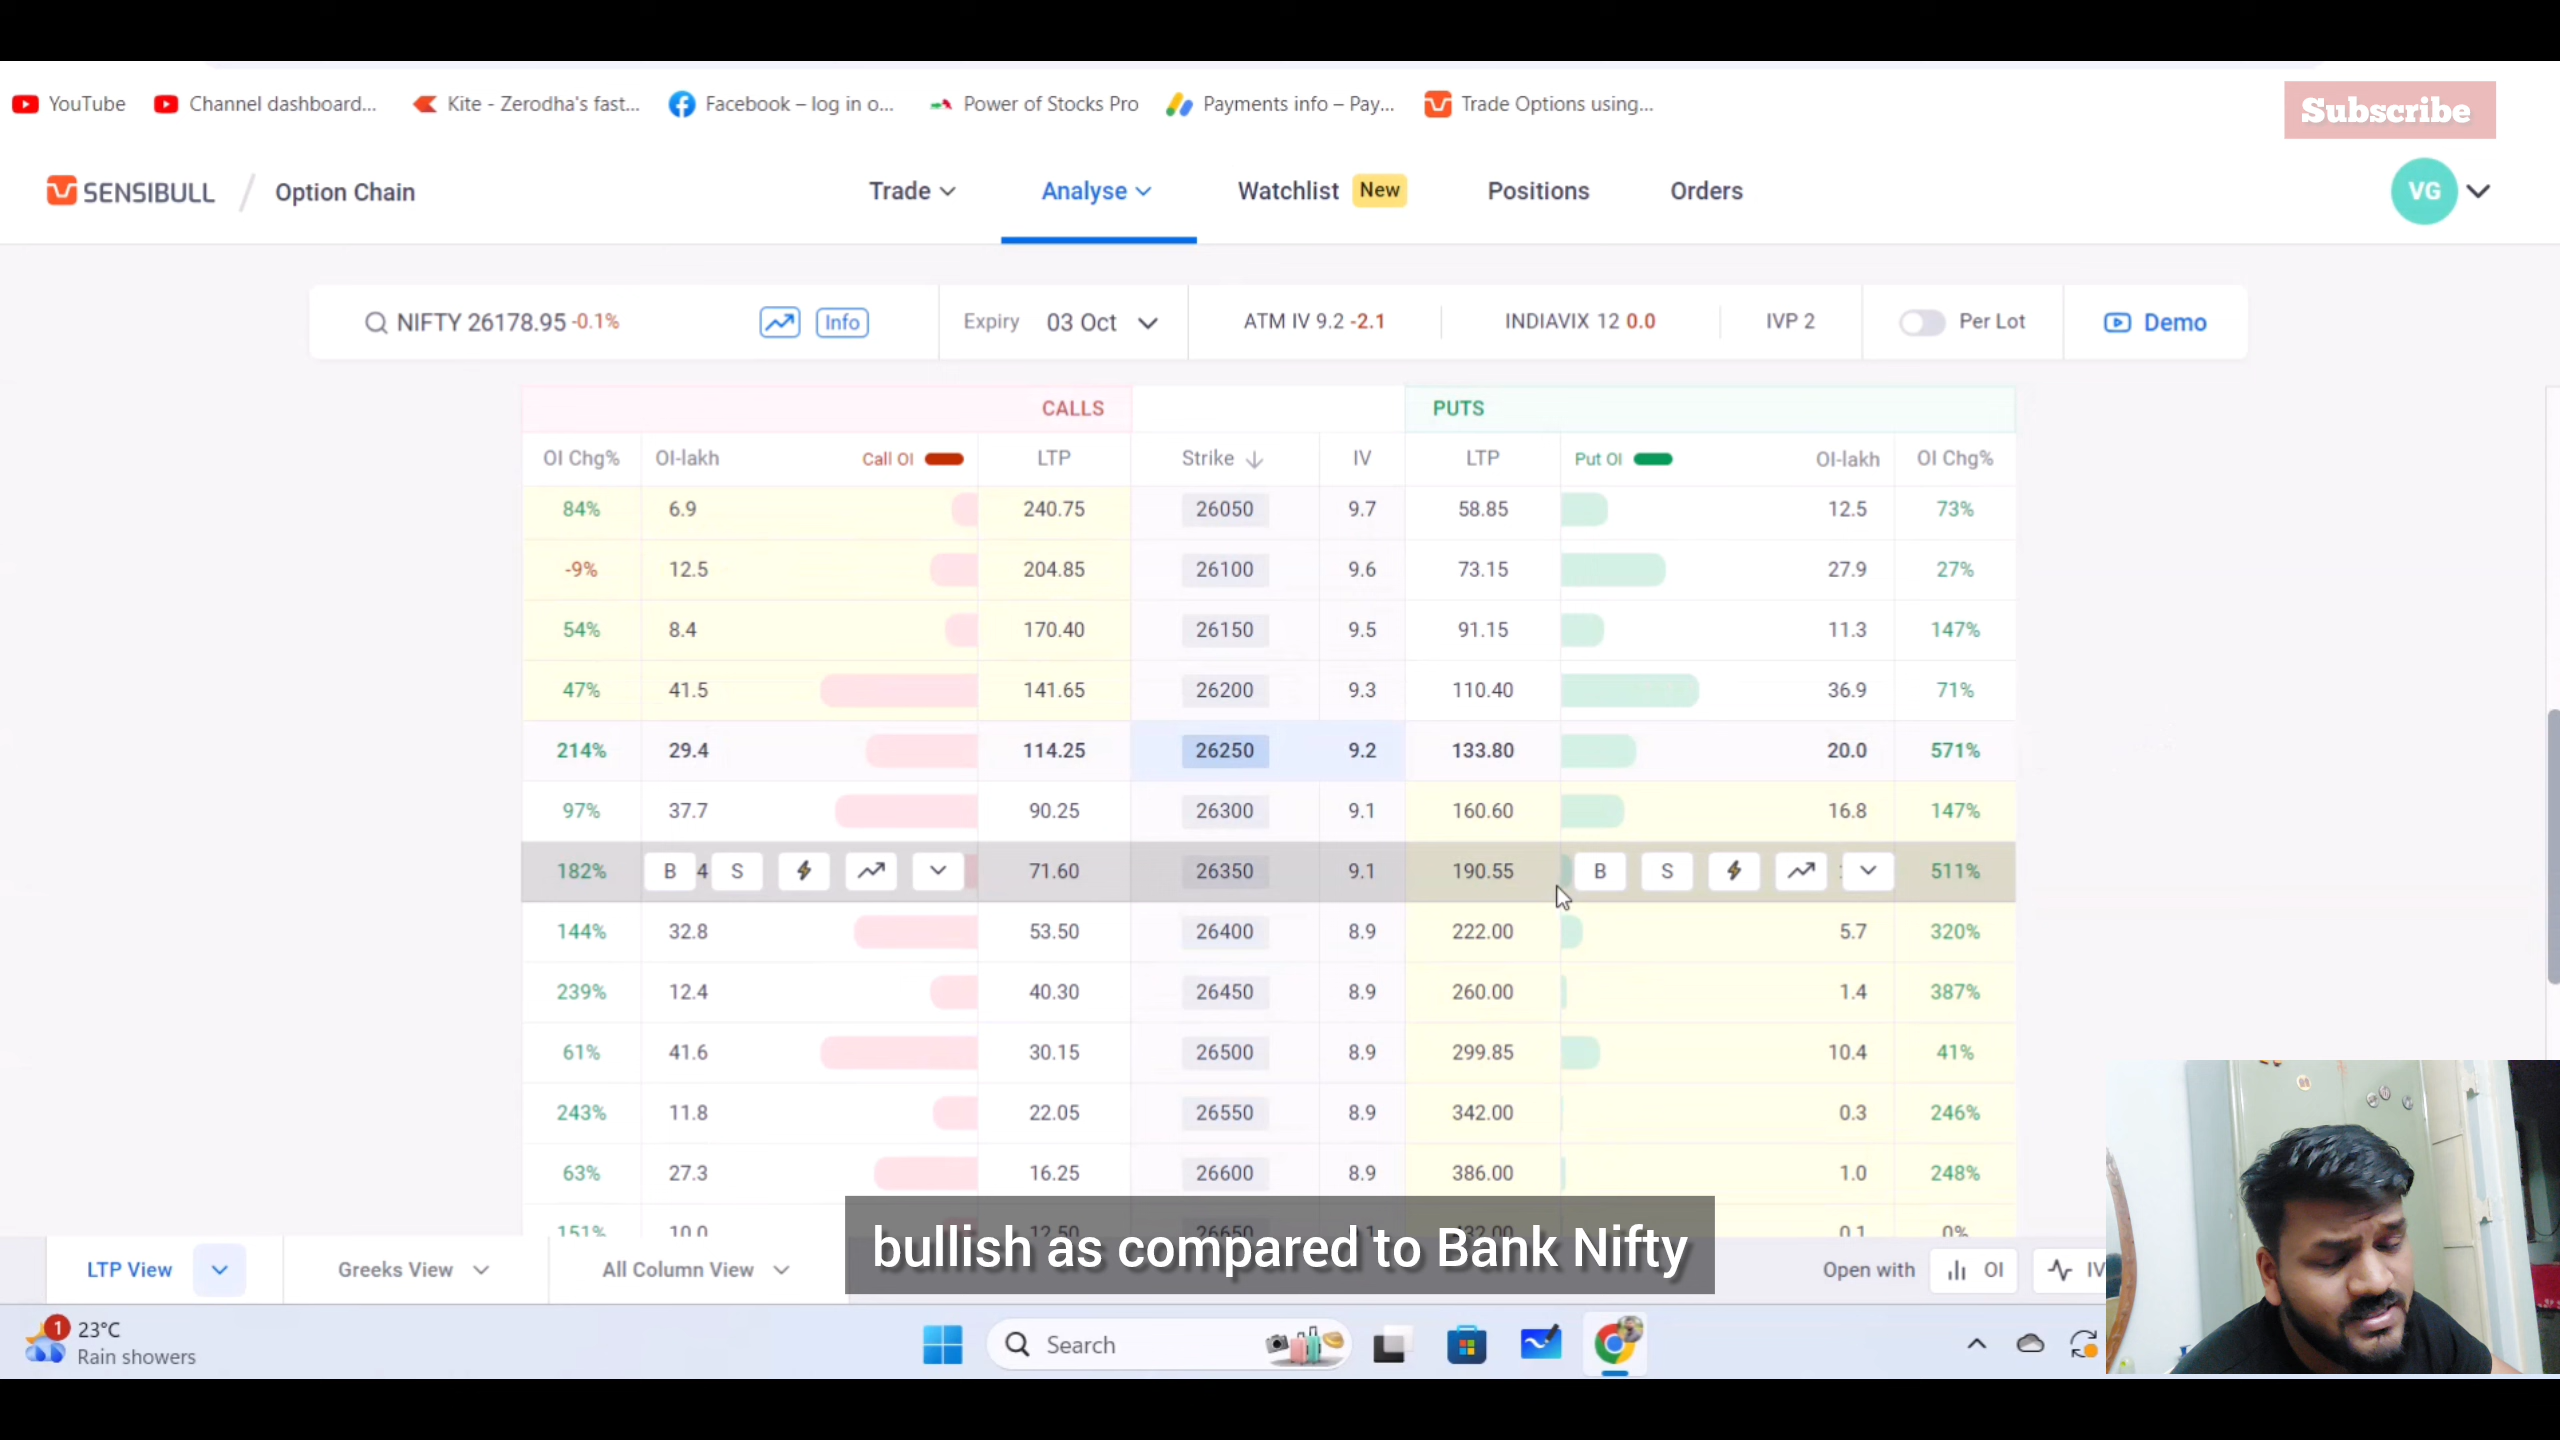 YouTube Channel dashboard... Kite - Zerodha's fast... Facebook – log in o... Power of Stocks Pro Payments info – Pay... Trade Options using...
Subscribe
SENSIBULL / Option Chain Trade Analyse Watchlist New Positions Orders VG
NIFTY 26178.95 -0.1% Info Expiry 03 Oct ATM IV 9.2 -2.1 INDIAVIX 12 0.0 IVP 2 Per Lot Demo
CALLS PUTS
OI Chg% OI-lakh Call OI LTP Strike IV LTP Put OI OI-lakh OI Chg%
84% 6.9 240.75 26050 9.7 58.85 12.5 73%
-9% 12.5 204.85 26100 9.6 73.15 27.9 27%
54% 8.4 170.40 26150 9.5 91.15 11.3 147%
47% 41.5 141.65 26200 9.3 110.40 36.9 71%
214% 29.4 114.25 26250 9.2 133.80 20.0 571%
97% 37.7 90.25 26300 9.1 160.60 16.8 147%
182% B 4 S 71.60 26350 9.1 190.55 B S 511%
144% 32.8 53.50 26400 8.9 222.00 5.7 320%
239% 12.4 40.30 26450 8.9 260.00 1.4 387%
61% 41.6 30.15 26500 8.9 299.85 10.4 41%
243% 11.8 22.05 26550 8.9 342.00 0.3 246%
63% 27.3 16.25 26600 8.9 386.00 1.0 248%
151% 10.0 12.50 26650 0.1 0%
bullish as compared to Bank Nifty
LTP View Greeks View All Column View Open with OI IV
1 23°C
Rain showers
Search